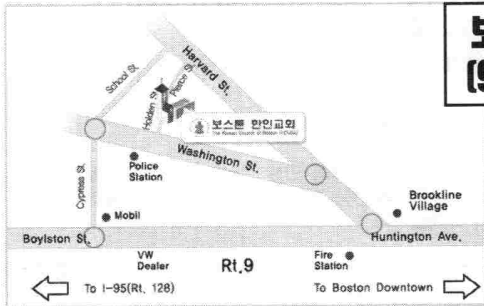 School St.
Harvard St.
Pierce St.
Holden St.
보스톤 한인교회
The Korean Church of Boston (PCUSA)
Washington St.
Police
Station
Cypress St.
Mobil
Brookline
Village
Boylston St.
Huntington Ave.
VW
Dealer
Rt.9
Fire
Station
To I-95(Rt. 128)
To Boston Downtown